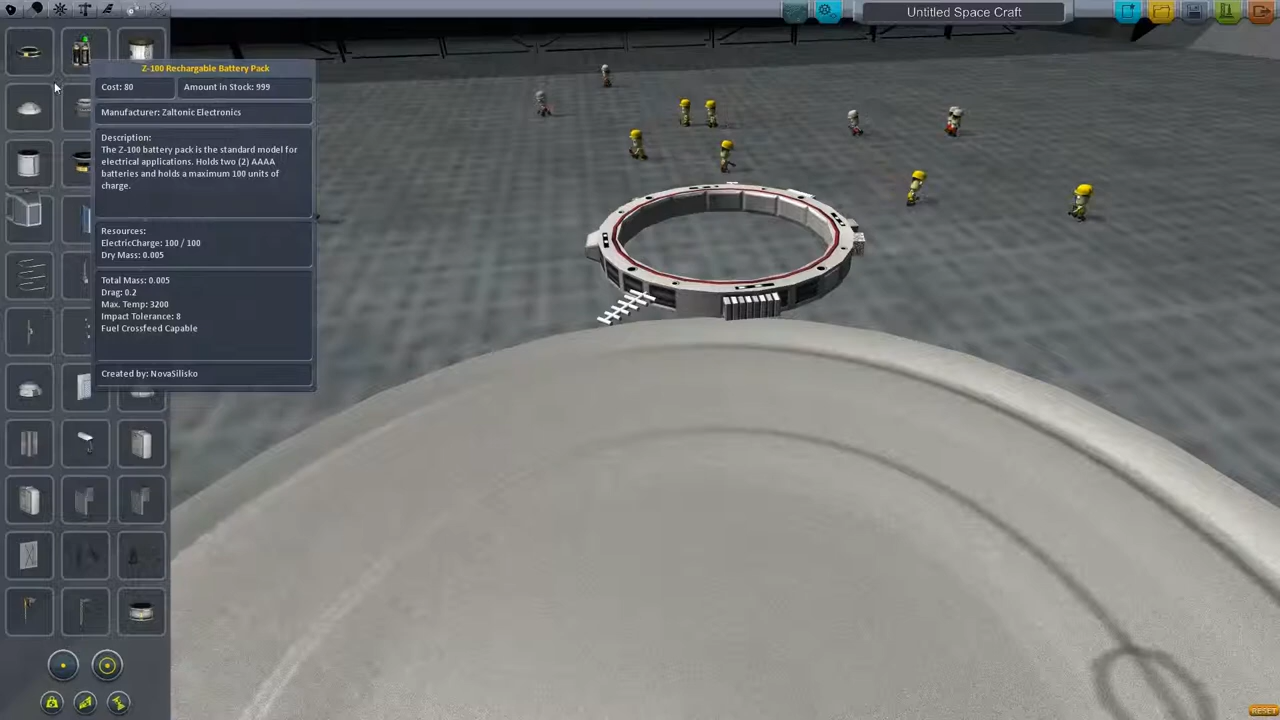 Untitled Space Craft
Z-100 Rechargable Battery Pack
Cost: 80
Amount in Stock: 999
Manufacturer: Zaltonic Electronics
Description:
The Z-100 battery pack is the standard model for
electrical applications. Holds two (2) AAAA
batteries and holds a maximum 100 units of
charge.
Resources:
ElectricCharge: 100 / 100
Dry Mass: 0.005
Total Mass: 0.005
Drag: 0.2
Max. Temp: 3200
Impact Tolerance: 8
Fuel Crossfeed Capable
Created by: NovaSilisko
RESET